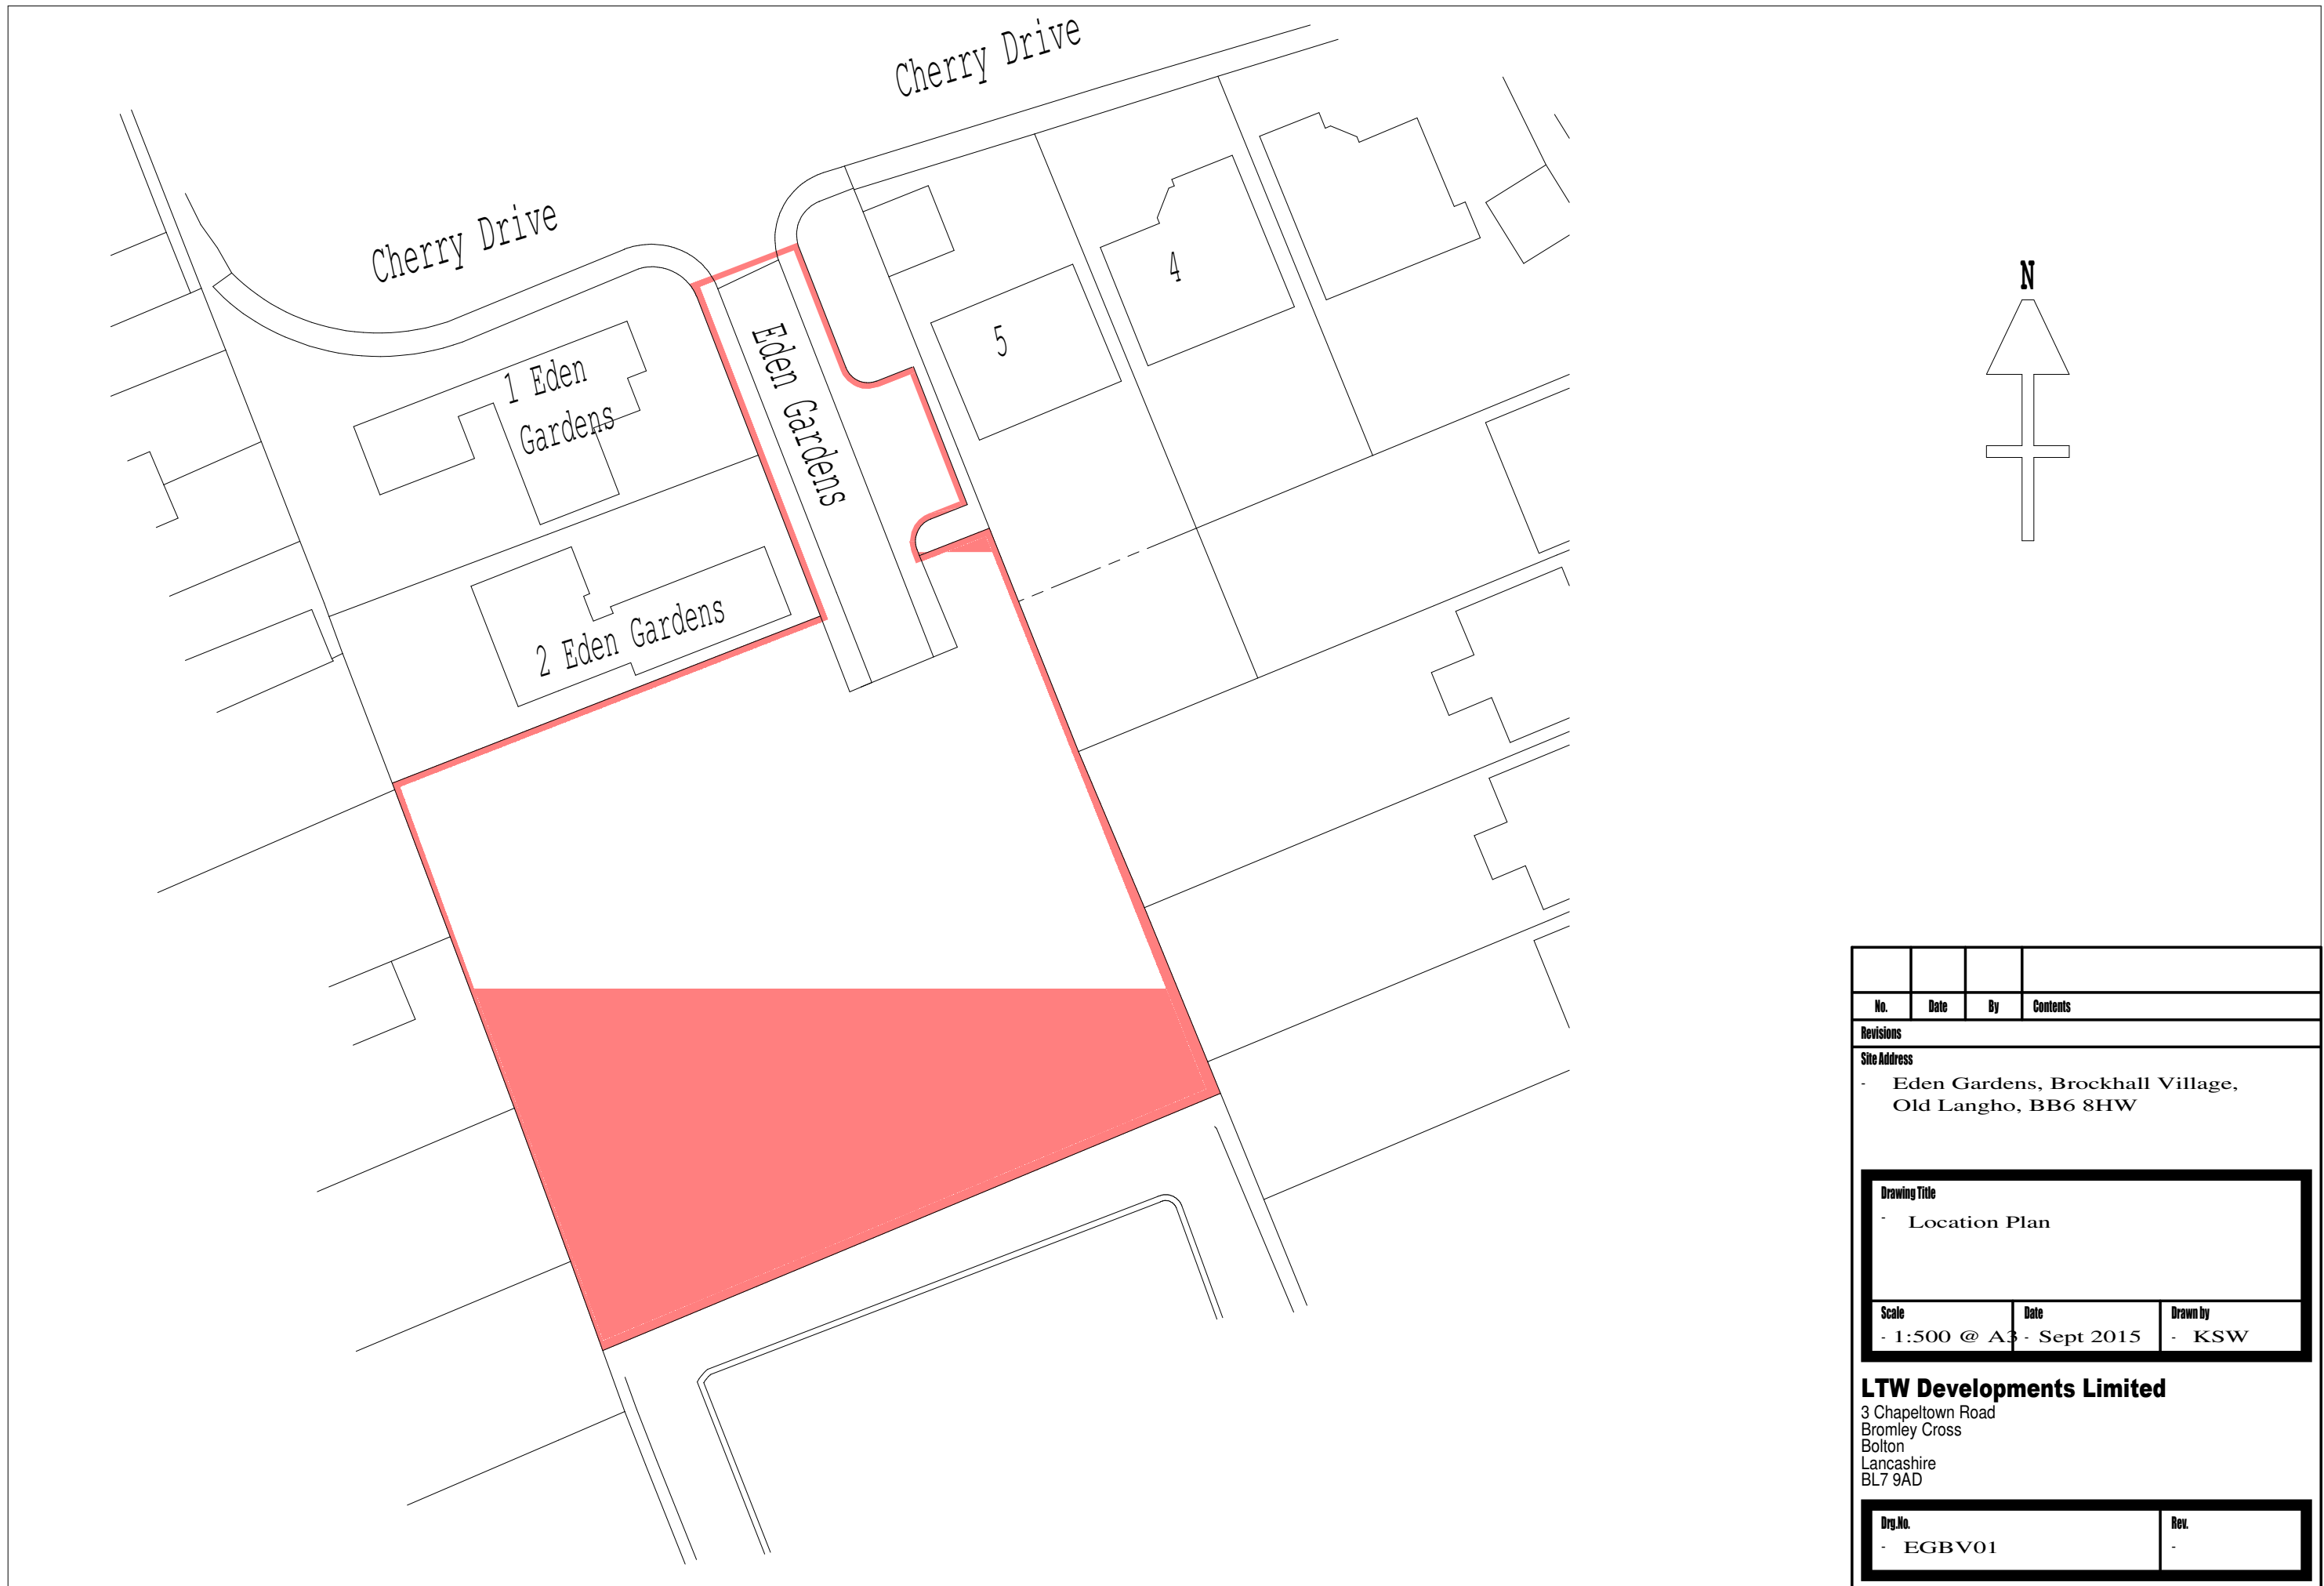 Cherry Drive
Cherry Drive
N
1 Eden
Gardens
Eden Gardens
5
4
2 Eden Gardens
No. Date By Contents
Revisions
Site Address
- Eden Gardens, Brockhall Village,
Old Langho, BB6 8HW
Drawing Title
- Location Plan
Scale Date Drawn by
- 1:500 @ A3 - Sept 2015 - KSW
LTW Developments Limited
3 Chapeltown Road
Bromley Cross
Bolton
Lancashire
BL7 9AD
Drg.No. Rev.
- EGBV01 -